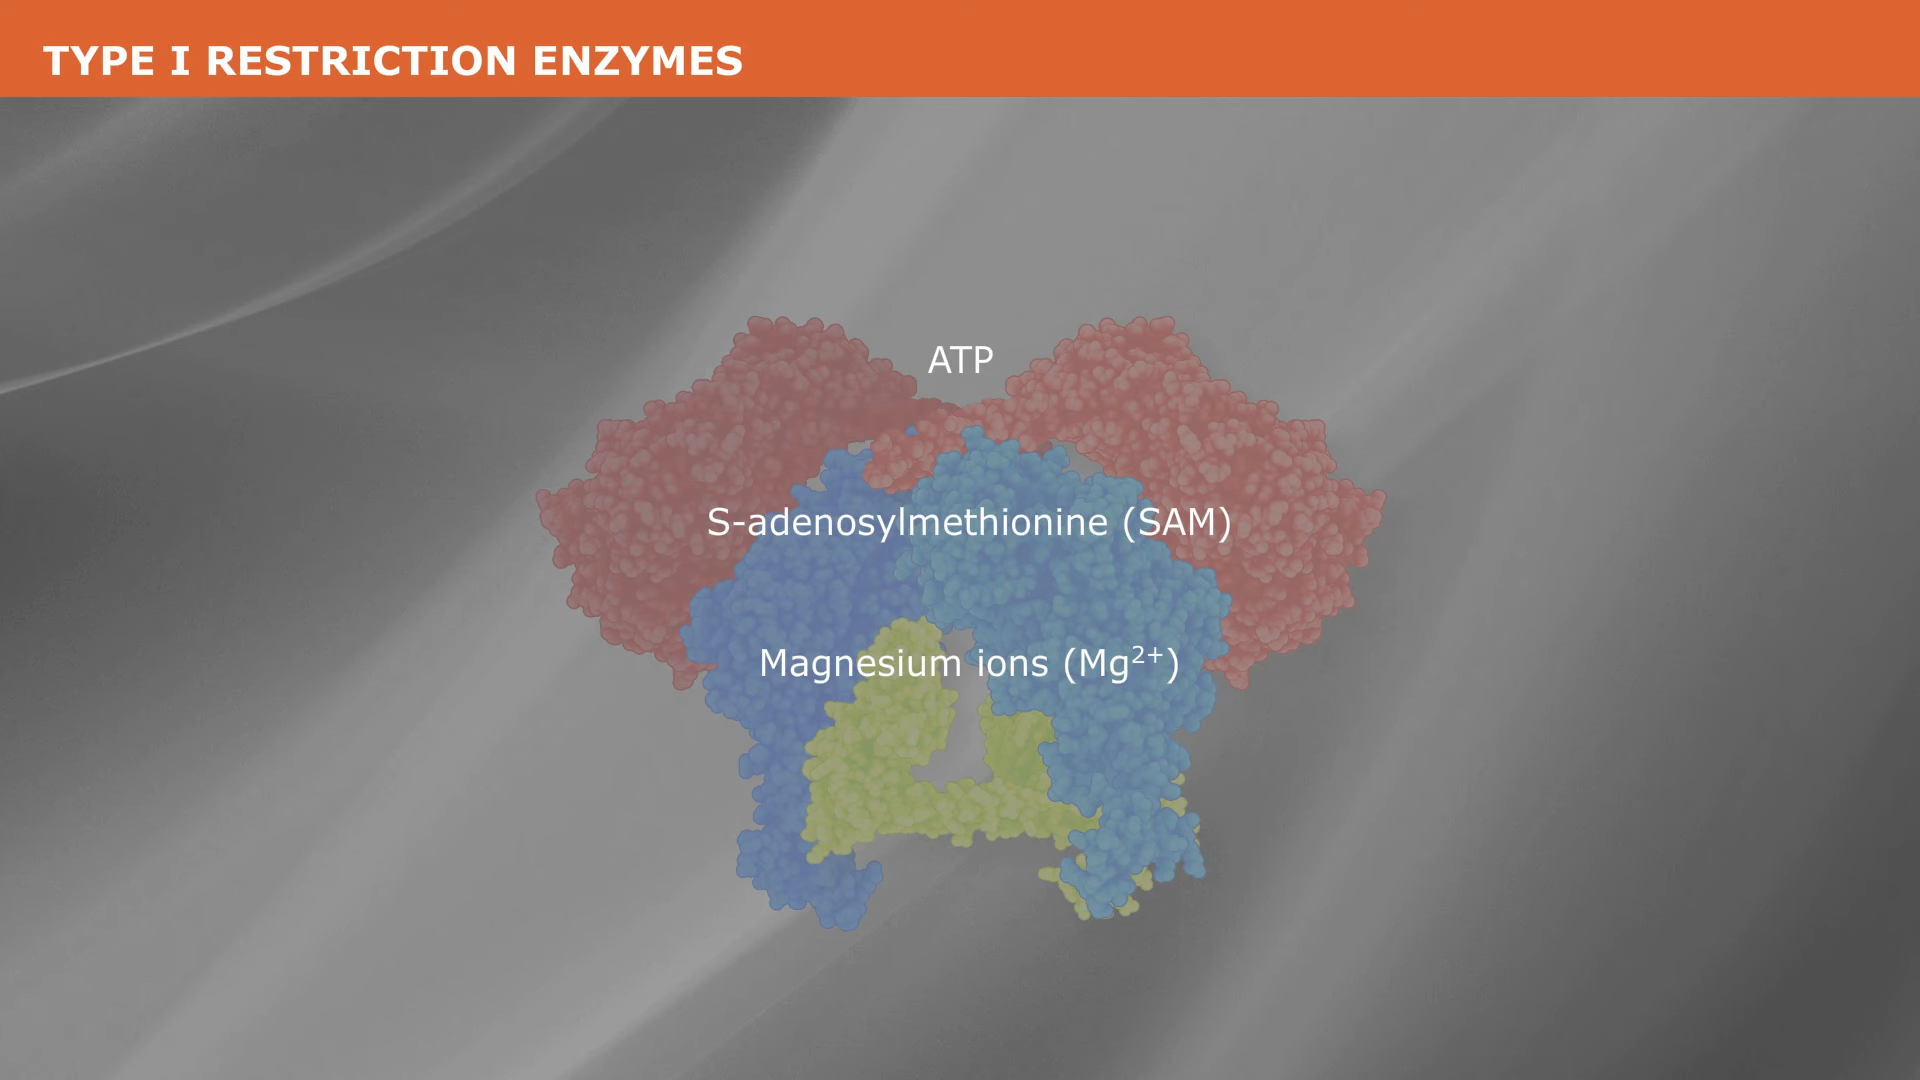 TYPE I RESTRICTION ENZYMES
ATP
S-adenosylmethionine (SAM)
Magnesium ions (Mg²⁺)